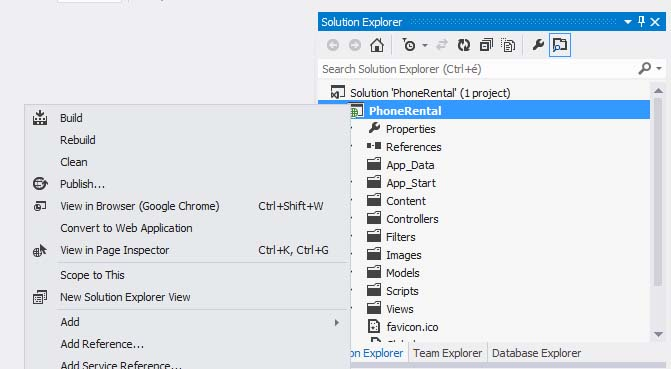 Solution Explorer
Search Solution Explorer (Ctrl+é)
Solution 'PhoneRental' (1 project)
PhoneRental
Properties
References
App_Data
App_Start
Content
Controllers
Filters
Images
Models
Scripts
Views
favicon.ico
Explorer
Team Explorer
Database Explorer
Build
Rebuild
Clean
Publish...
View in Browser (Google Chrome) Ctrl+Shift+W
Convert to Web Application
View in Page Inspector Ctrl+K, Ctrl+G
Scope to This
New Solution Explorer View
Add
Add Reference...
Add Service Reference...